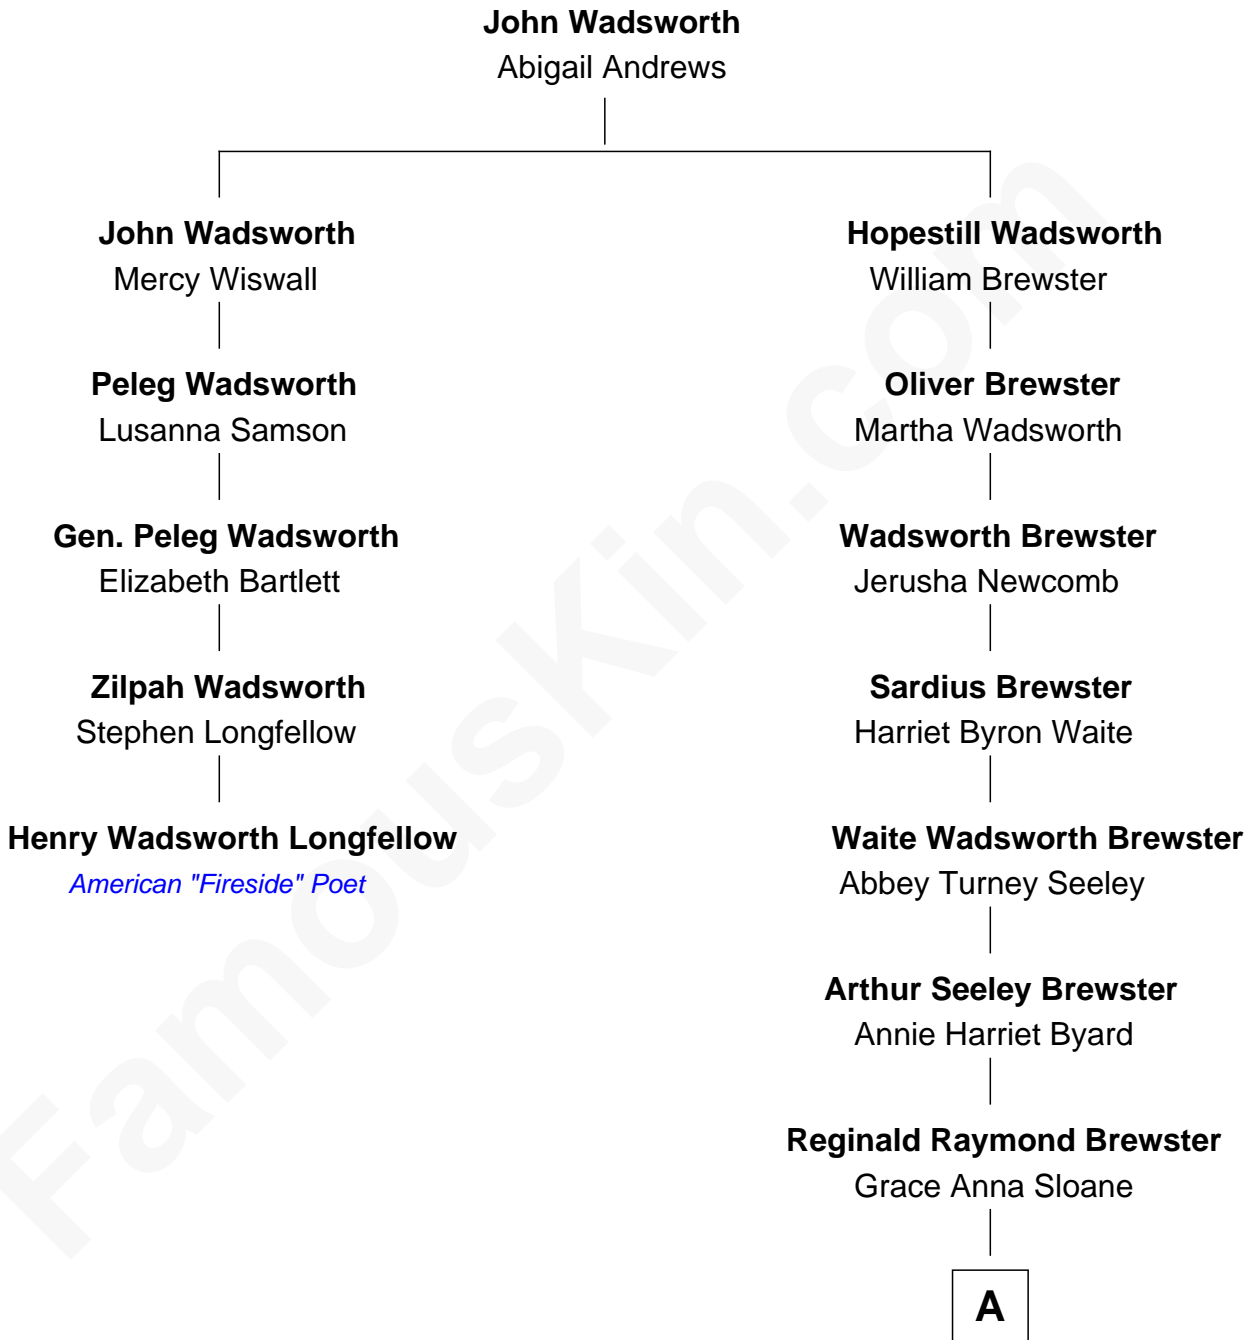 John Wadsworth
Abigail Andrews
John Wadsworth
Mercy Wiswall
Hopestill Wadsworth
William Brewster
Peleg Wadsworth
Lusanna Samson
Oliver Brewster
Martha Wadsworth
Gen. Peleg Wadsworth
Elizabeth Bartlett
Wadsworth Brewster
Jerusha Newcomb
Zilpah Wadsworth
Stephen Longfellow
Sardius Brewster
Harriet Byron Waite
Henry Wadsworth Longfellow
American "Fireside" Poet
Waite Wadsworth Brewster
Abbey Turney Seeley
Arthur Seeley Brewster
Annie Harriet Byard
Reginald Raymond Brewster
Grace Anna Sloane
A
FamousKin.com